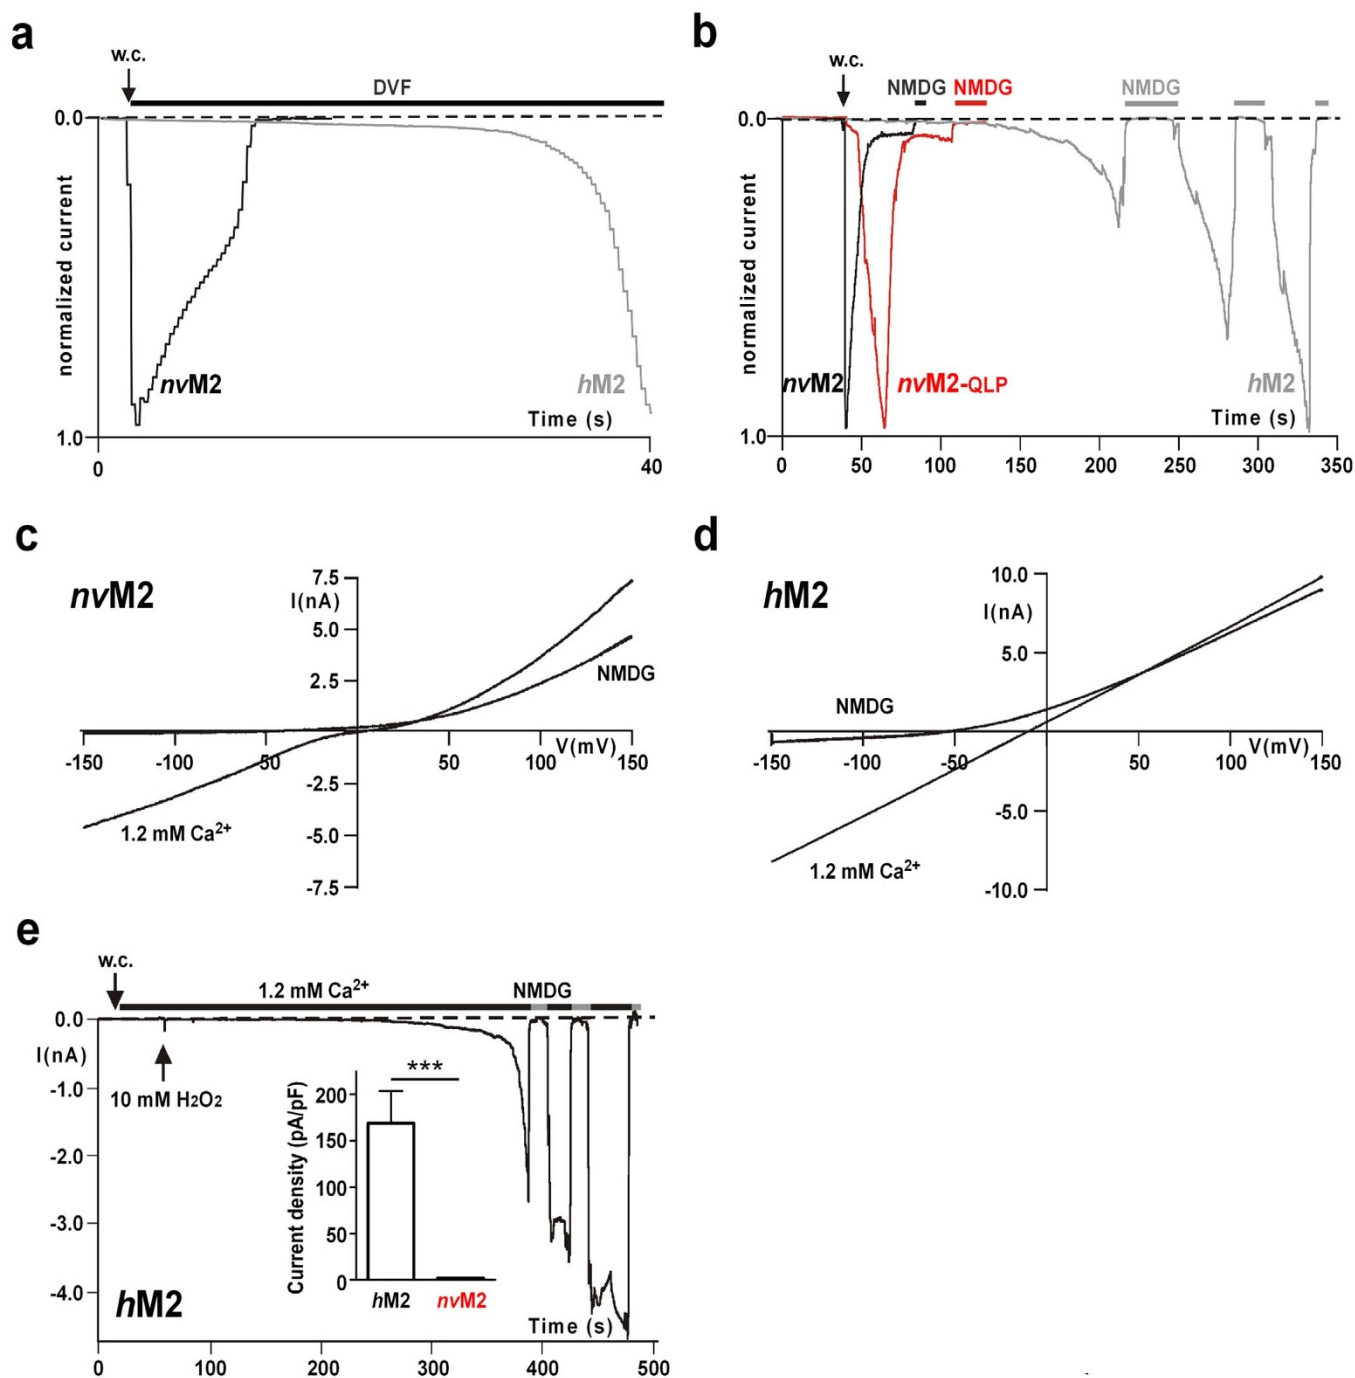 a
w.c.
DVF
0.0
normalized current
nvM2
hM2
Time (s)
1.0
0
40
b
w.c.
NMDG NMDG NMDG
0.0
normalized current
nvM2
nvM2-QLP
hM2
Time (s)
1.0
0 50 100 150 200 250 300 350
c
nvM2
7.5
I(nA)
5.0
2.5
NMDG
V(mV)
-150 -100 -50 50 100 150
-2.5
1.2 mM Ca²⁺
-5.0
-7.5
d
hM2
10.0
I(nA)
5.0
NMDG
V(mV)
-150 -100 -50 50 100 150
-5.0
1.2 mM Ca²⁺
-10.0
e
w.c.
1.2 mM Ca²⁺ NMDG
0.0
I(nA)
-1.0
10 mM H₂O₂
-2.0
-3.0
-4.0
hM2
Time (s)
0 100 200 300 400 500
***
Current density (pA/pF)
200
150
100
50
0
hM2 nvM2